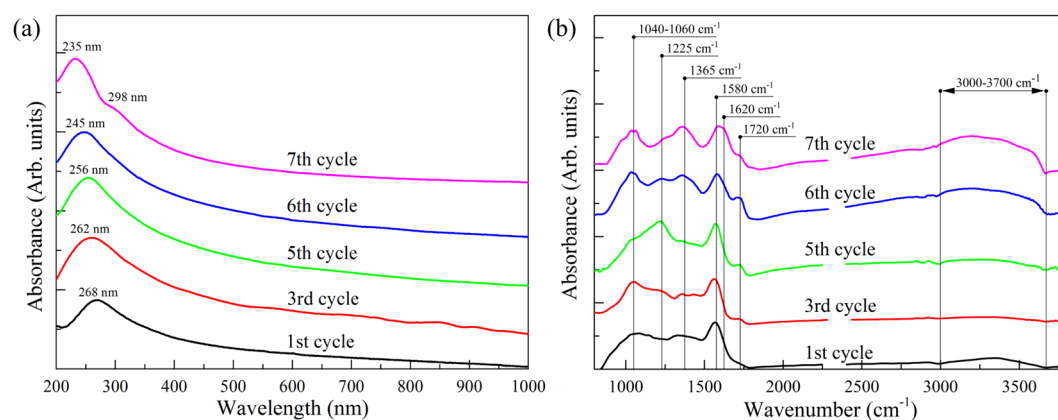 (a)
235 nm
298 nm
245 nm
256 nm
262 nm
268 nm
7th cycle
6th cycle
5th cycle
3rd cycle
1st cycle
Absorbance (Arb. units)
200 300 400 500 600 700 800 900 1000
Wavelength (nm)
(b)
1040-1060 cm⁻¹
1225 cm⁻¹
1365 cm⁻¹
1580 cm⁻¹
1620 cm⁻¹
1720 cm⁻¹
3000-3700 cm⁻¹
7th cycle
6th cycle
5th cycle
3rd cycle
1st cycle
Absorbance (Arb. units)
1000 1500 2000 2500 3000 3500
Wavenumber (cm⁻¹)